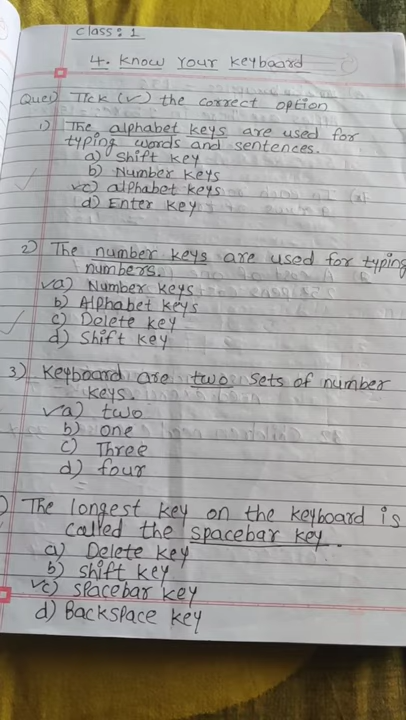 class: 1
4. Know Your Keyboard
Que1) Tick (✓) the correct option
1) The alphabet keys are used for
typing words and sentences.
a) Shift key
b) Number keys
✓c) alphabet keys
d) Enter key
2) The number keys are used for typing
numbers.
✓a) Number keys
b) Alphabet keys
c) Delete key
d) Shift key
3) Keyboard are two sets of number
keys.
✓a) two
b) one
c) Three
d) four
) The longest key on the keyboard is
called the spacebar key.
a) Delete key
b) shift key
✓c) spacebar key
d) Backspace key